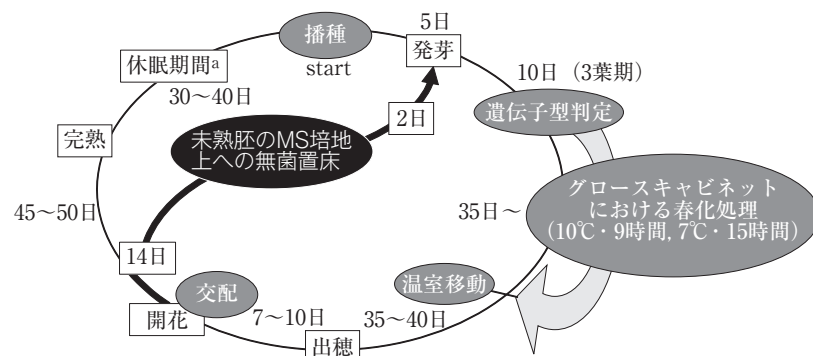 播種
start
5日
発芽
10日（3葉期）
遺伝子型判定
グロースキャビネット
における春化処理
（10℃・9時間, 7℃・15時間）
35日～
温室移動
35～40日
出穂
7～10日
交配
開花
14日
45～50日
完熟
休眠期間a
30～40日
未熟胚のMS培地
上への無菌置床
2日